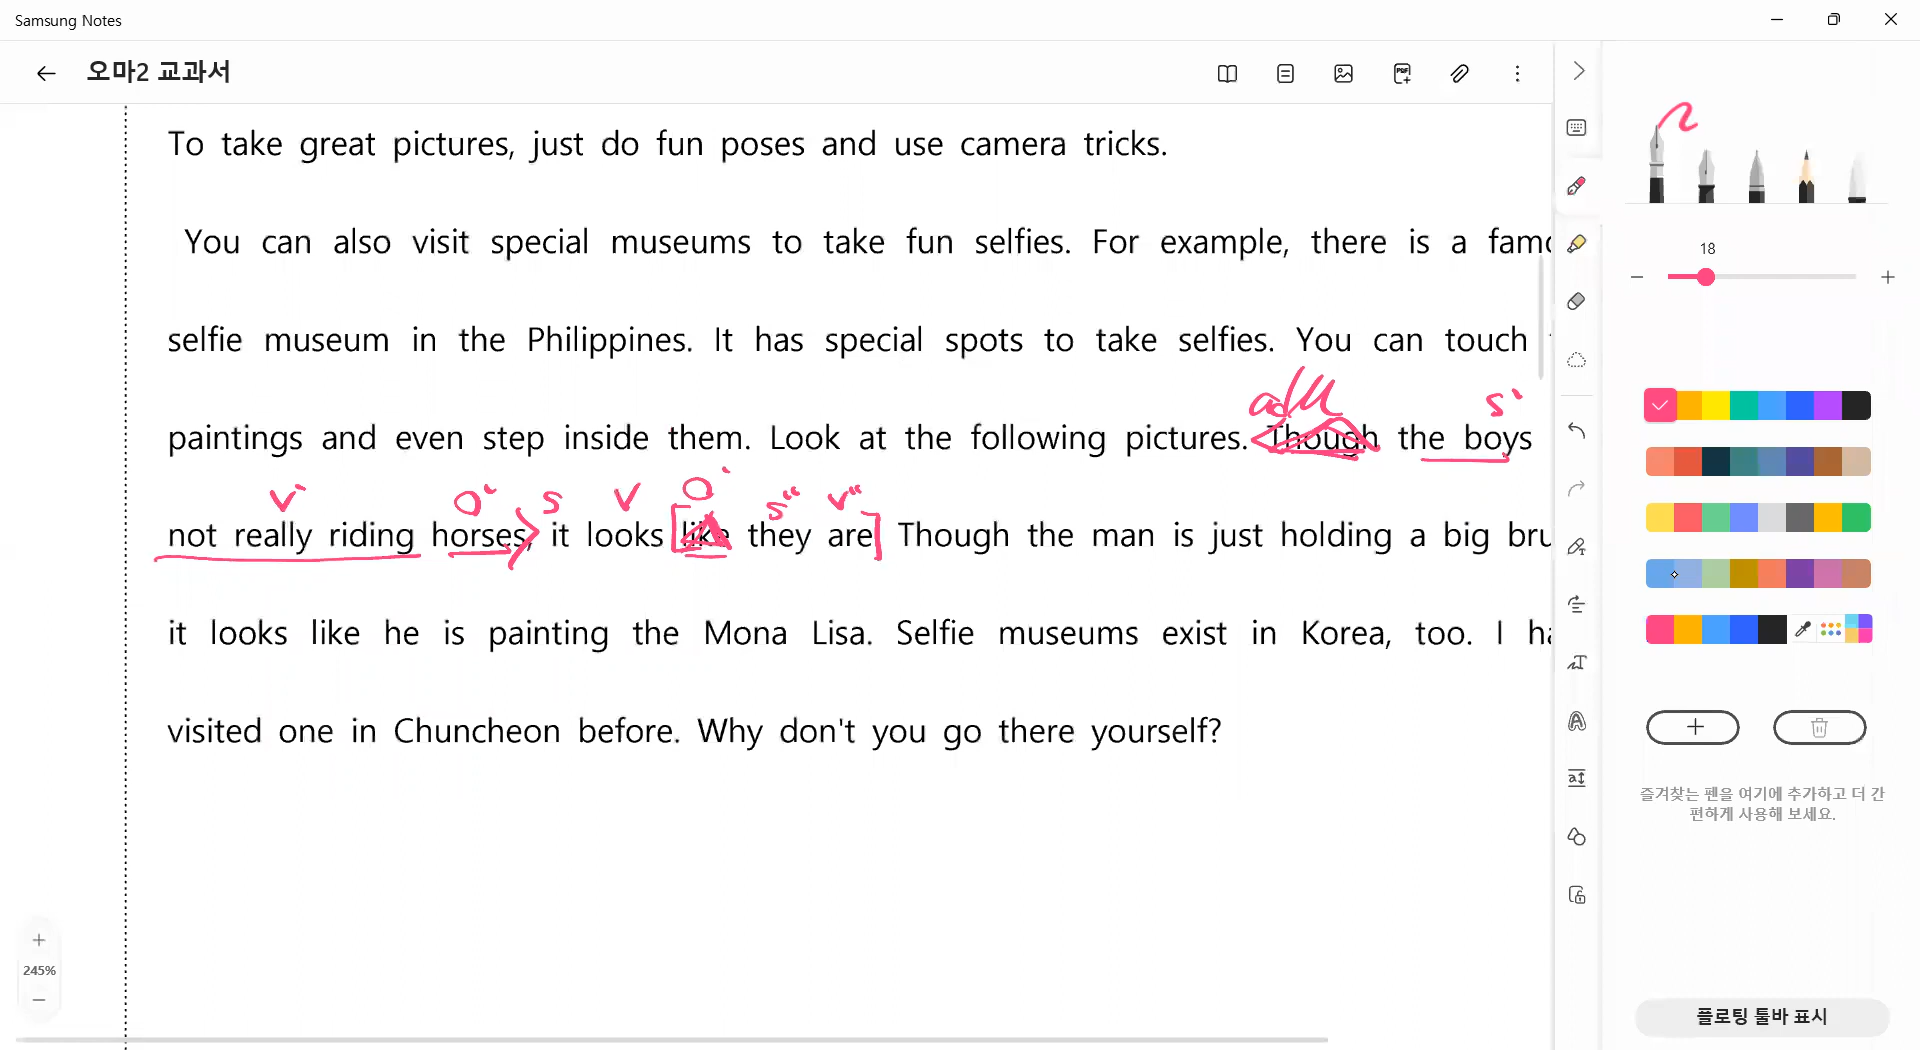 Samsung Notes
오마2 교과서
To take great pictures, just do fun poses and use camera tricks.
You can also visit special museums to take fun selfies. For example, there is a famo
selfie museum in the Philippines. It has special spots to take selfies. You can touch
paintings and even step inside them. Look at the following pictures. Though the boys
s'
v' o' s v o' s" v"
not really riding horses, it looks like they are. Though the man is just holding a big bru
it looks like he is painting the Mona Lisa. Selfie museums exist in Korea, too. I ha
visited one in Chuncheon before. Why don't you go there yourself?
18
즐겨찾는 펜을 여기에 추가하고 더 간
편하게 사용해 보세요.
245%
플로팅 툴바 표시